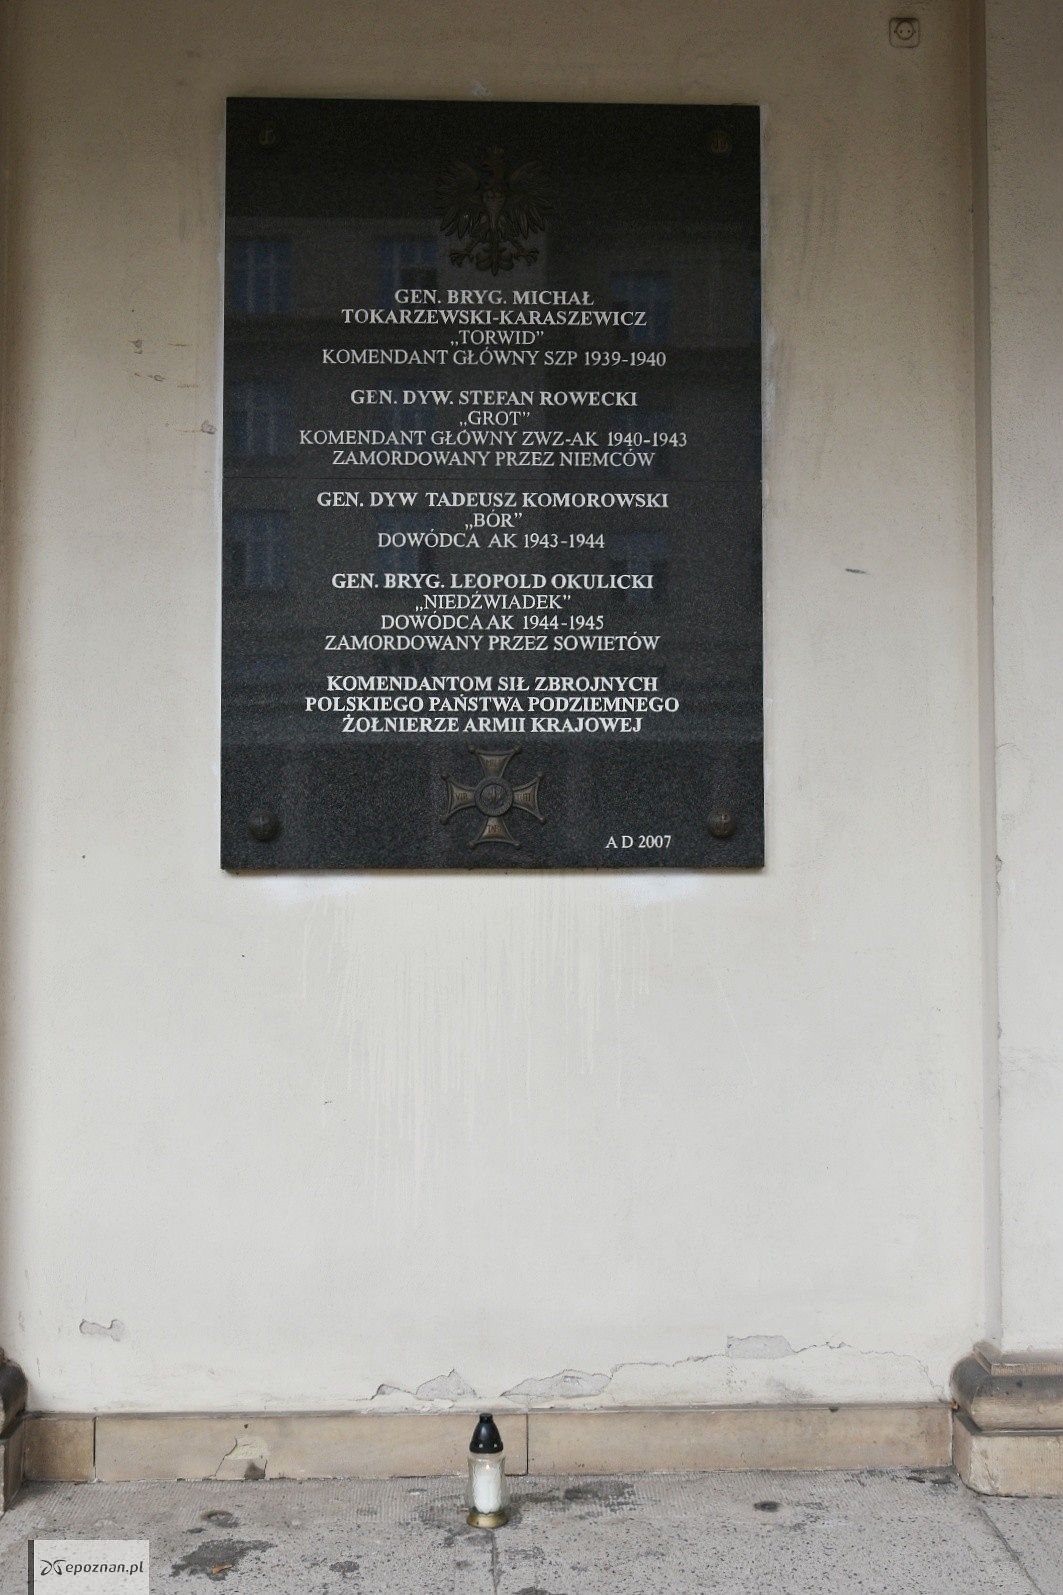 GEN. BRYG. MICHAŁ
TOKARZEWSKI-KARASZEWICZ
„TORWID”
KOMENDANT GŁÓWNY SZP 1939-1940
GEN. DYW. STEFAN ROWECKI
„GROT”
KOMENDANT GŁÓWNY ZWZ-AK 1940-1943
ZAMORDOWANY PRZEZ NIEMCÓW
GEN. DYW TADEUSZ KOMOROWSKI
„BÓR”
DOWÓDCA AK 1943-1944
GEN. BRYG. LEOPOLD OKULICKI
„NIEDŹWIADEK”
DOWÓDCA AK 1944-1945
ZAMORDOWANY PRZEZ SOWIETÓW
KOMENDANTOM SIŁ ZBROJNYCH
POLSKIEGO PAŃSTWA PODZIEMNEGO
ŻOŁNIERZE ARMII KRAJOWEJ
A D 2007
epoznan.pl